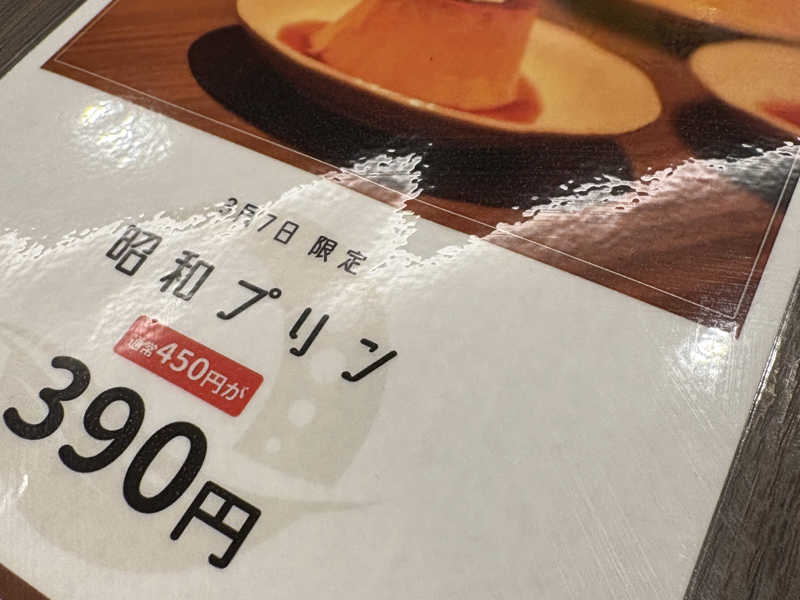 3月7日 限定
昭和プリン
通常450円が
390円